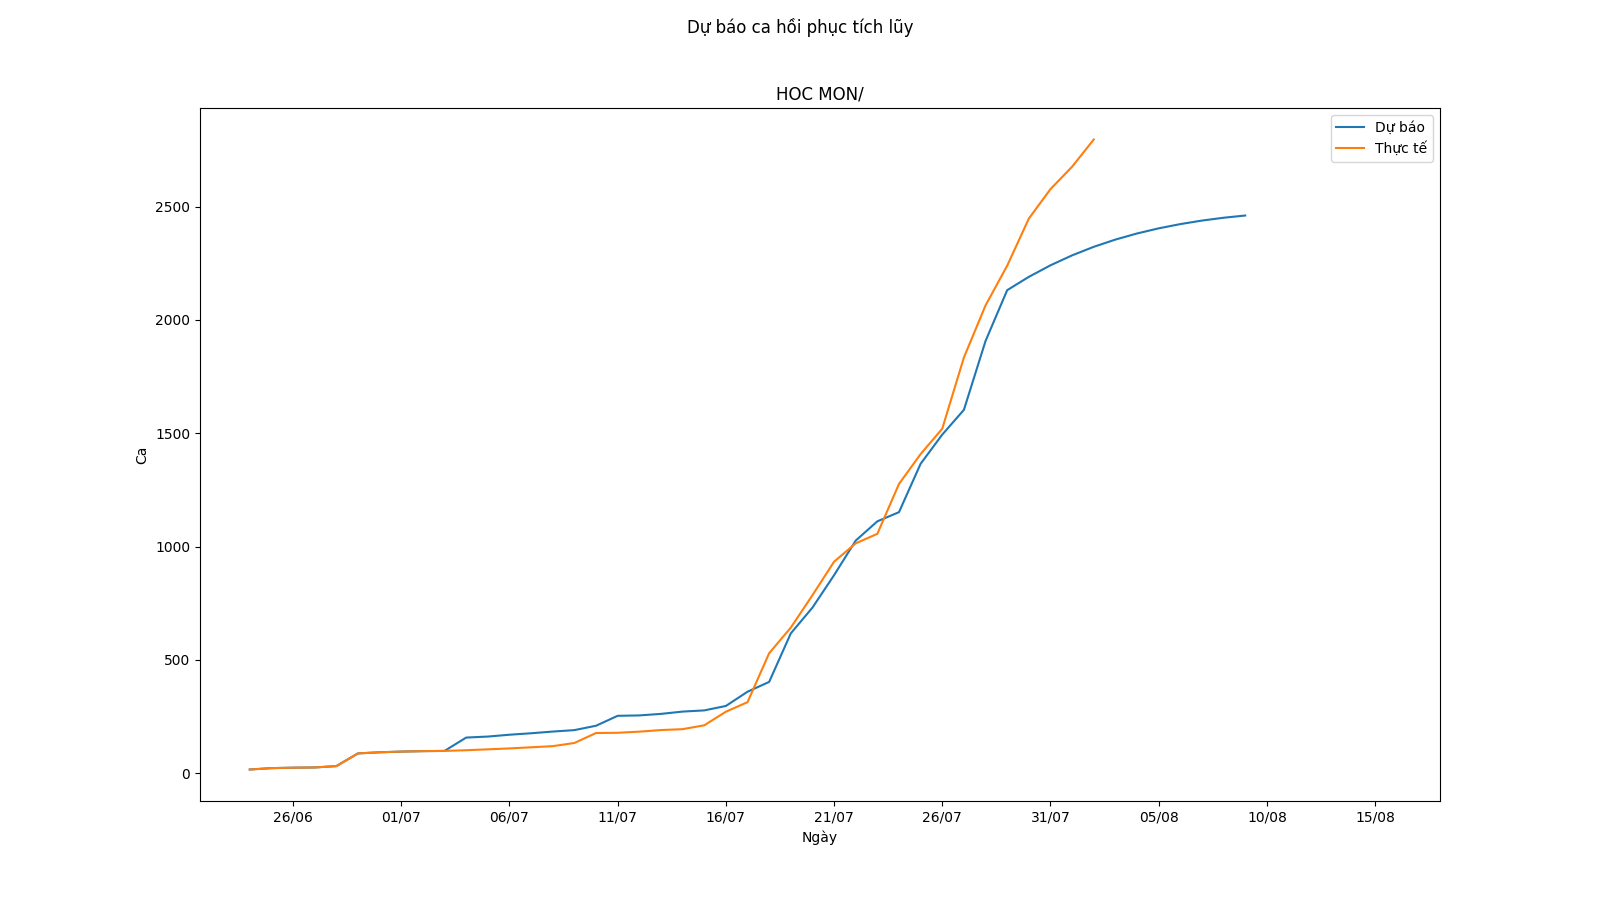 Dự báo ca hồi phục tích lũy
HOC MON/
Dự báo
Thực tế
2500
2000
1500
1000
500
0
Ca
26/06 01/07 06/07 11/07 16/07 21/07 26/07 31/07 05/08 10/08 15/08
Ngày